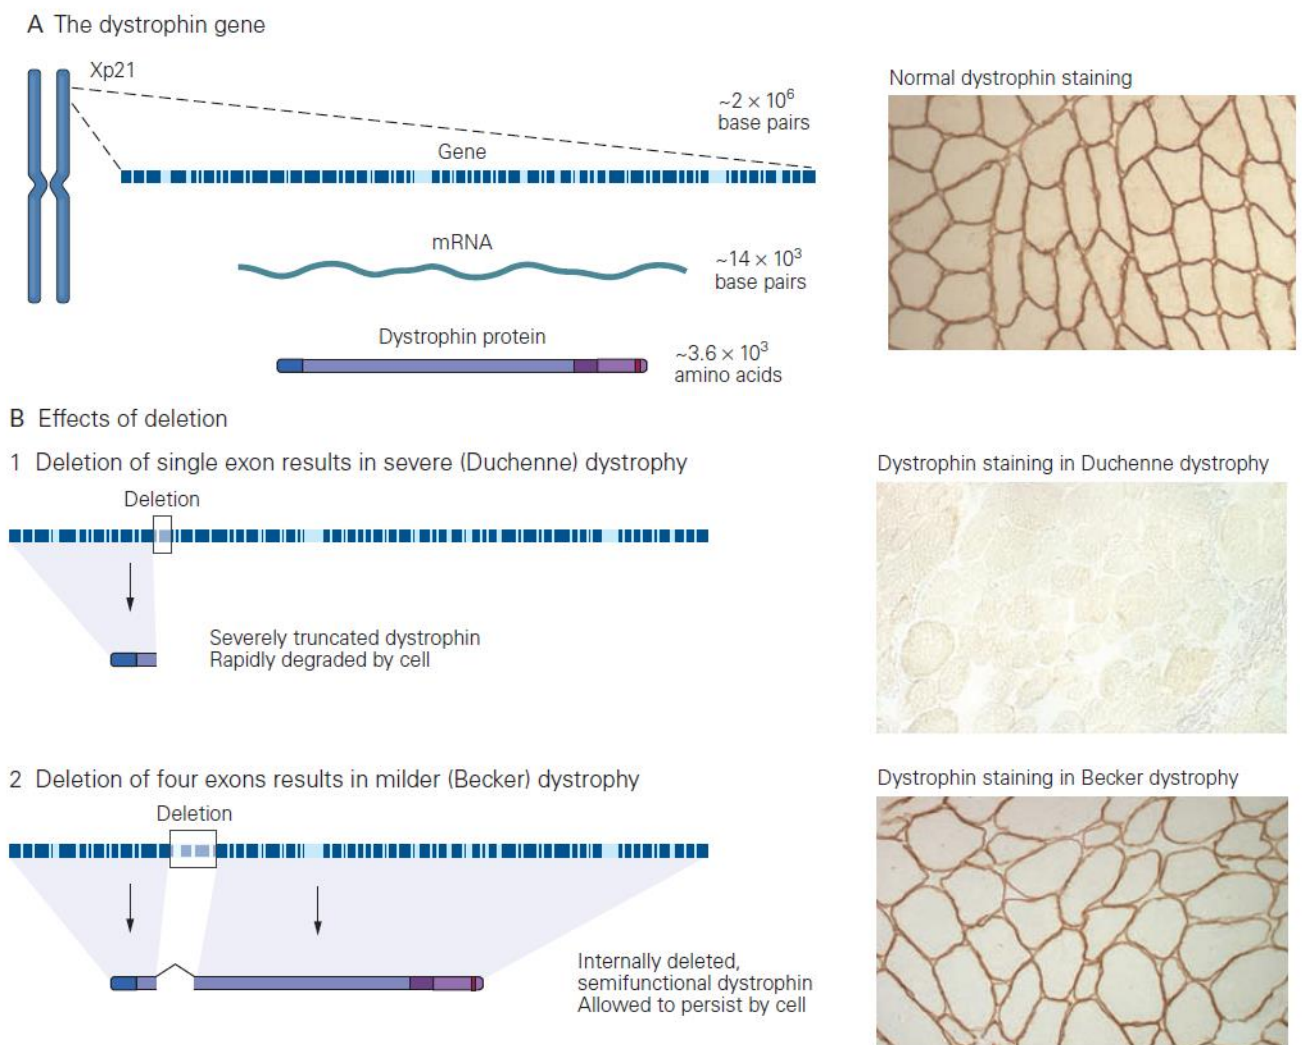 A The dystrophin gene
Xp21
~2 × 10⁶
base pairs
Gene
mRNA
~14 × 10³
base pairs
Dystrophin protein
~3.6 × 10³
amino acids
Normal dystrophin staining
B Effects of deletion
1 Deletion of single exon results in severe (Duchenne) dystrophy
Deletion
Severely truncated dystrophin
Rapidly degraded by cell
Dystrophin staining in Duchenne dystrophy
2 Deletion of four exons results in milder (Becker) dystrophy
Deletion
Internally deleted,
semifunctional dystrophin
Allowed to persist by cell
Dystrophin staining in Becker dystrophy